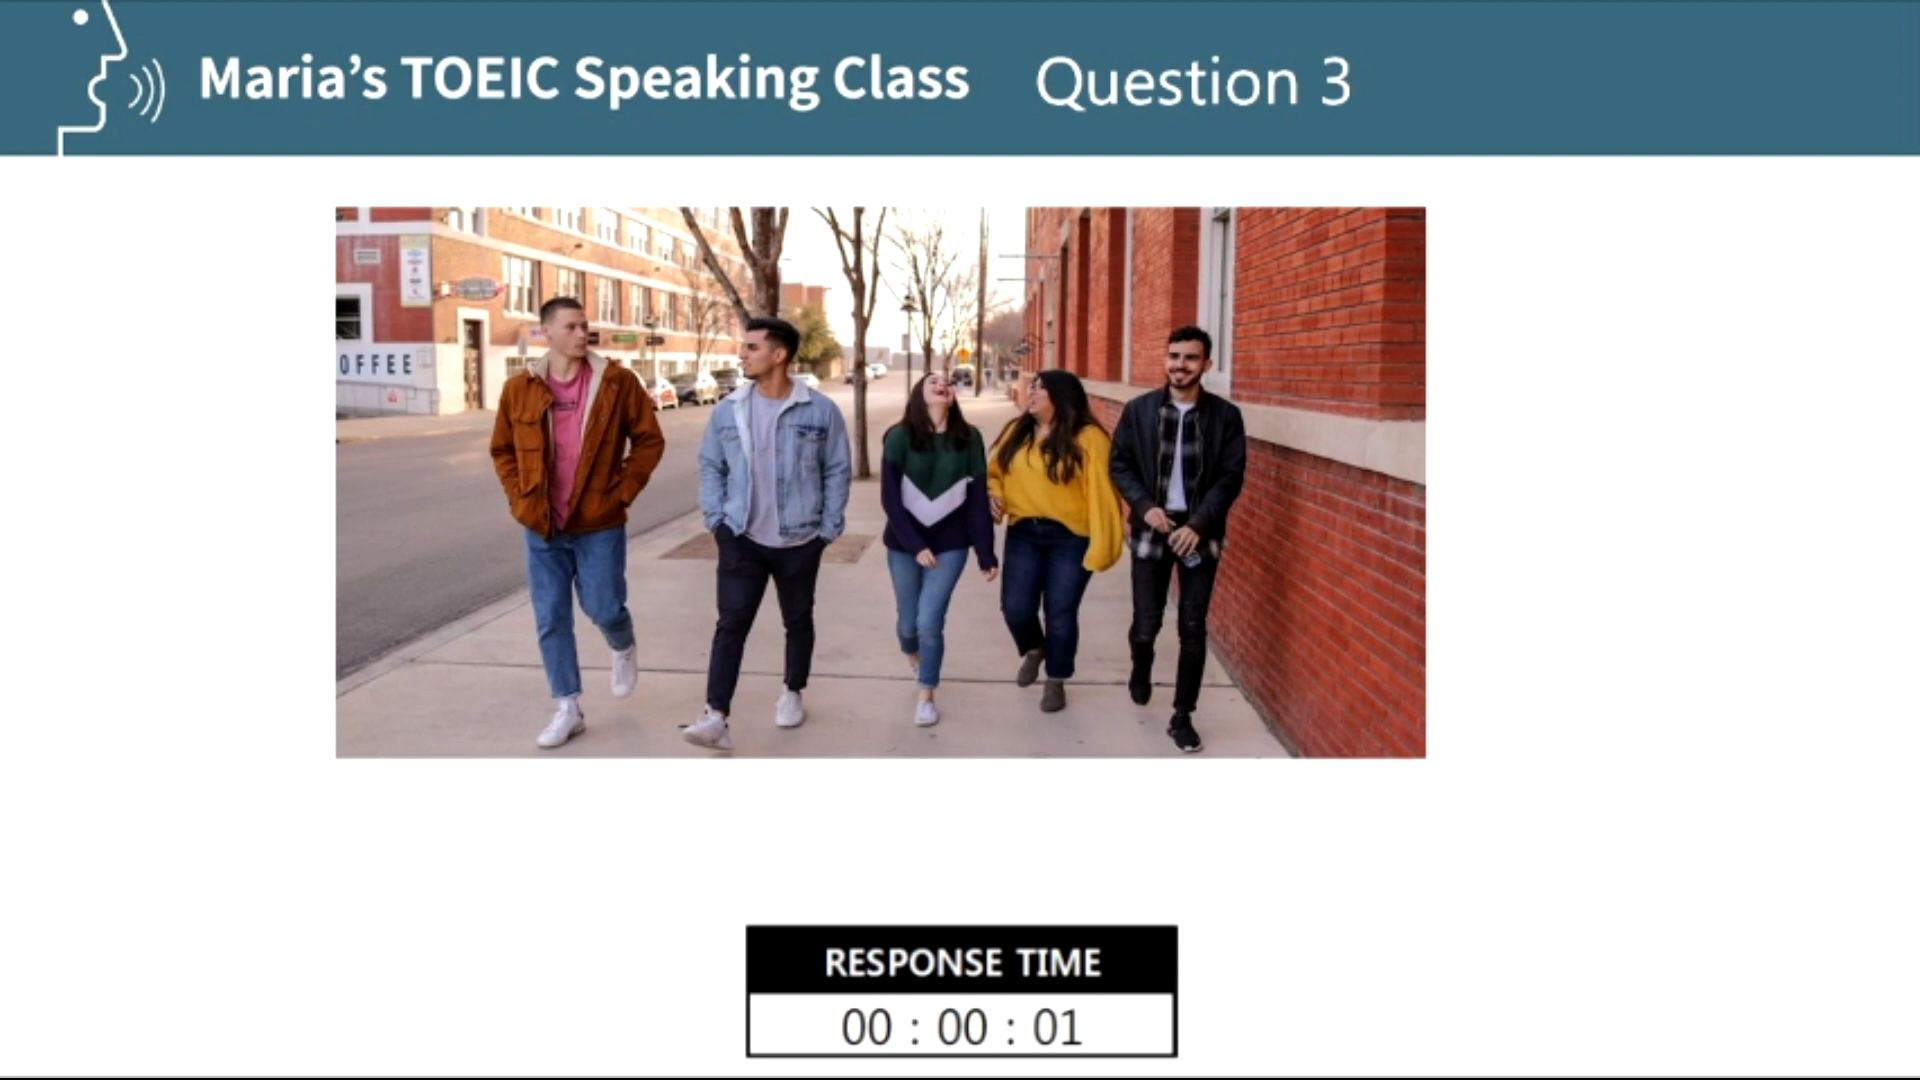 Maria's TOEIC Speaking Class Question 3
OFFEE
RESPONSE TIME
00 : 00 : 01